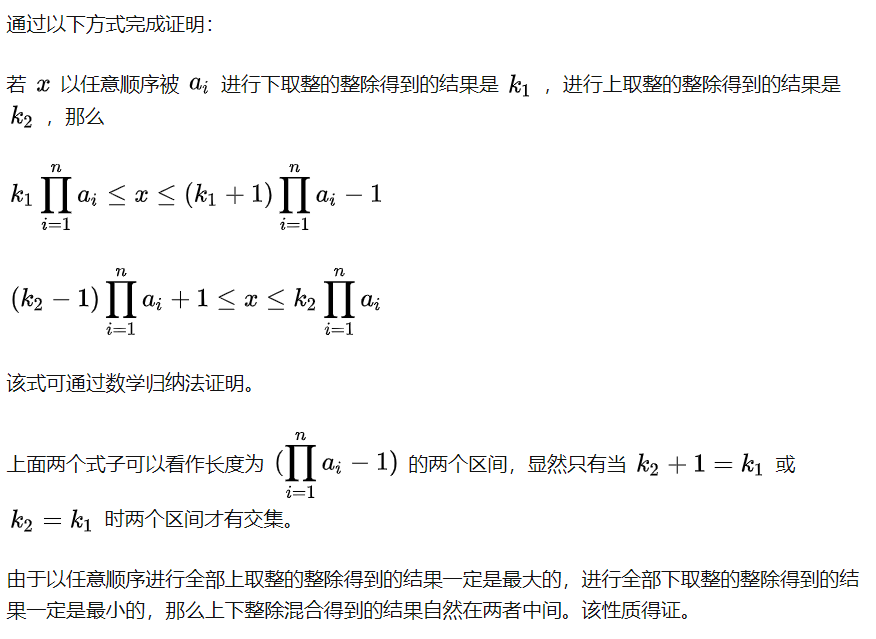 通过以下方式完成证明：
若 x 以任意顺序被 a_i 进行下取整的整除得到的结果是 k_1 ，进行上取整的整除得到的结果是
k_2 ，那么
k_1 \prod_{i=1}^{n} a_i \leq x \leq (k_1 + 1) \prod_{i=1}^{n} a_i - 1
(k_2 - 1) \prod_{i=1}^{n} a_i + 1 \leq x \leq k_2 \prod_{i=1}^{n} a_i
该式可通过数学归纳法证明。
上面两个式子可以看作长度为 (\prod_{i=1}^{n} a_i - 1) 的两个区间，显然只有当 k_2 + 1 = k_1 或
k_2 = k_1 时两个区间才有交集。
由于以任意顺序进行全部上取整的整除得到的结果一定是最大的，进行全部下取整的整除得到的结
果一定是最小的，那么上下整除混合得到的结果自然在两者中间。该性质得证。